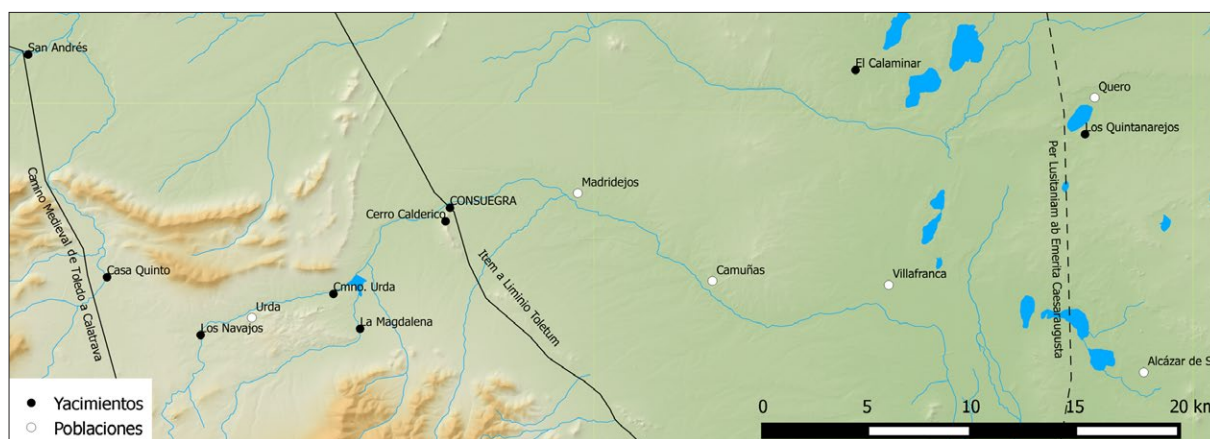 San Andrés
El Calaminar
Quero
Los Quintanarejos
Madridejos
CONSUEGRA
Cerro Calderico
Camino Medieval de Toledo a Calatrava
Item a Liminio Toletum
Per Lusitaniam ab Emerita Caesaraugusta
Casa Quinto
Cmno. Urda
Camuñas
Villafranca
Urda
Los Navajos
La Magdalena
Alcázar de S
Yacimientos
Poblaciones
0 5 10 15 20 km